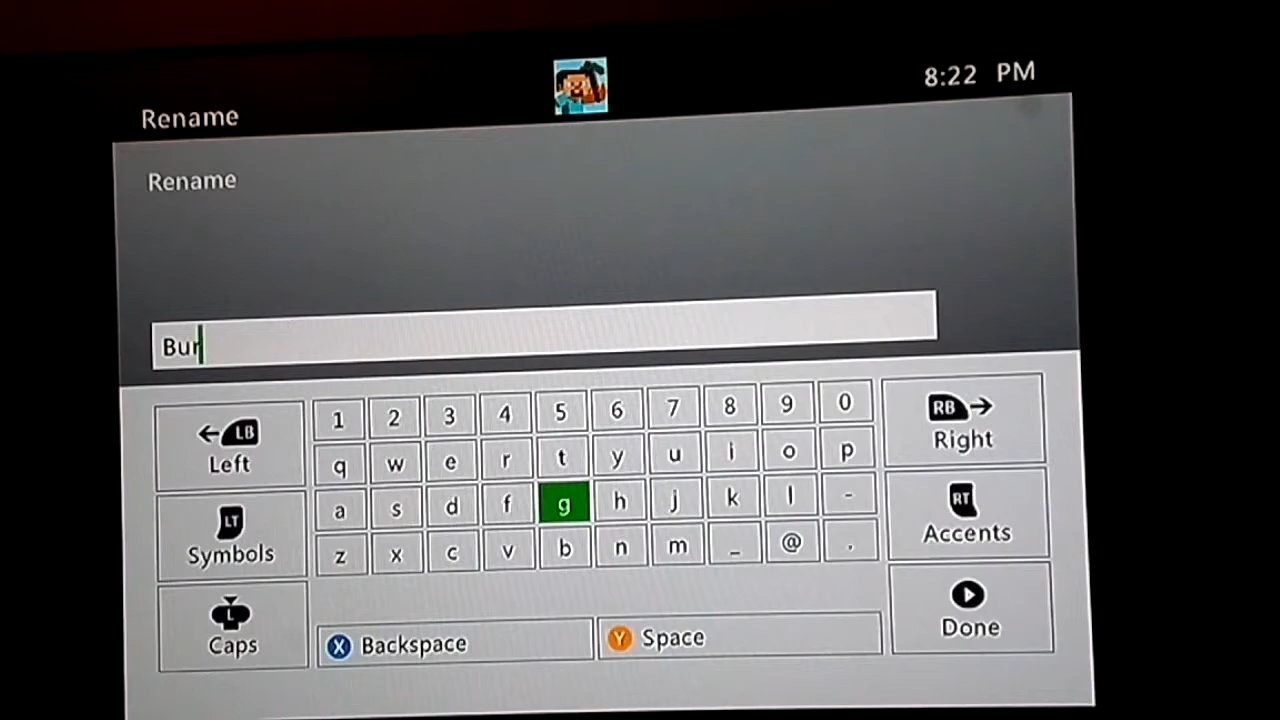 8:22 PM
Rename
Rename
Bur
1 2 3 4 5 6 7 8 9 0
LB
Left
q w e r t y u i o p
RB
Right
a s d f g h j k l -
LT
Symbols
z x c v b n m _ @ .
RT
Accents
L
Caps
X Backspace
Y Space
Done